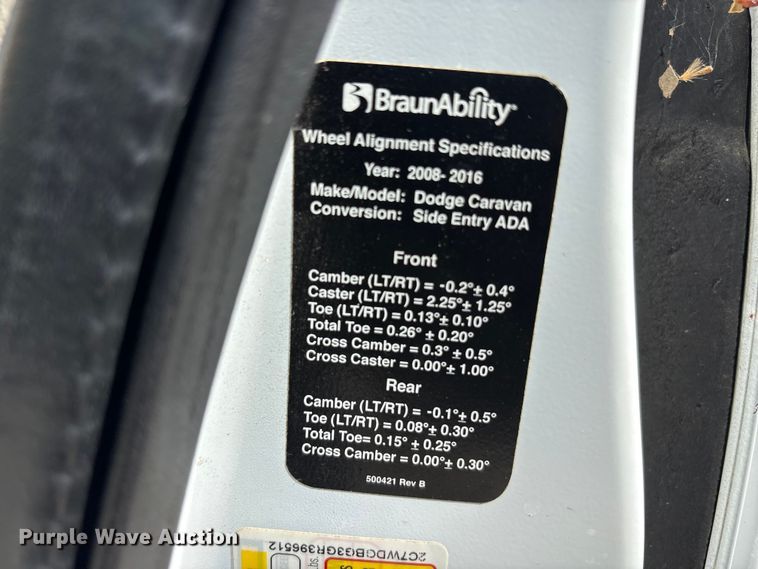 BraunAbility
Wheel Alignment Specifications
Year: 2008- 2016
Make/Model: Dodge Caravan
Conversion: Side Entry ADA
Front
Camber (LT/RT) = -0.2°± 0.4°
Caster (LT/RT) = 2.25°± 1.25°
Toe (LT/RT) = 0.13°± 0.10°
Total Toe = 0.26° ± 0.20°
Cross Camber = 0.3° ± 0.5°
Cross Caster = 0.00°± 1.00°
Rear
Camber (LT/RT) = -0.1°± 0.5°
Toe (LT/RT) = 0.08°± 0.30°
Total Toe= 0.15° ± 0.25°
Cross Camber = 0.00°± 0.30°
500421 Rev B
2C7WDGBG3GR396512
Lbs.
Purple Wave Auction